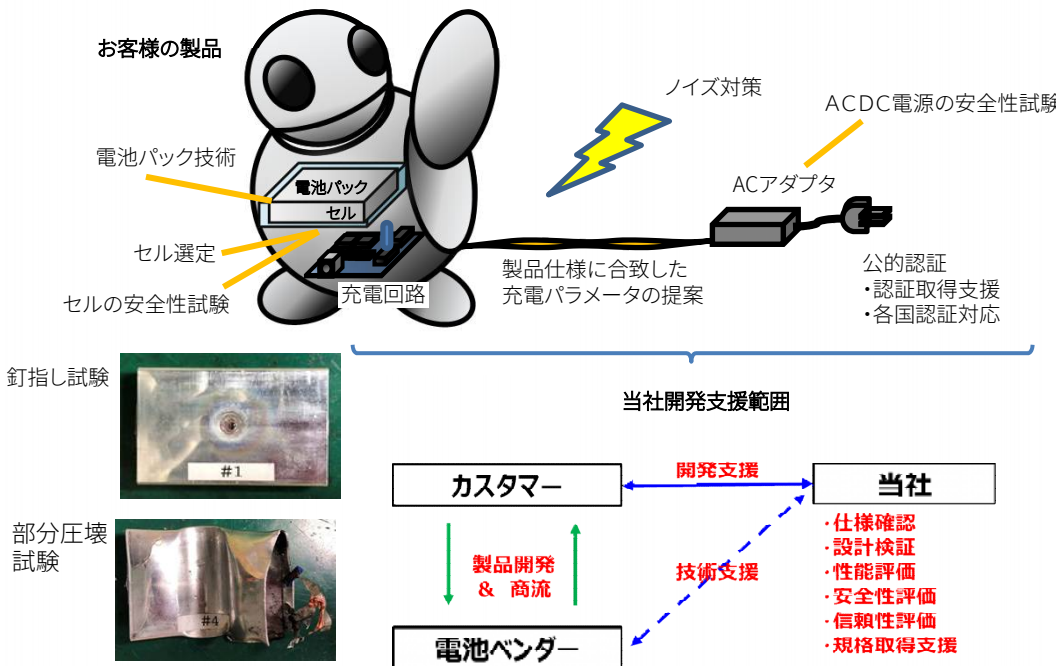 お客様の製品
ノイズ対策
ACDC電源の安全性試験
電池パック技術
電池パック
セル
ACアダプタ
セル選定
セルの安全性試験
充電回路
製品仕様に合致した
充電パラメータの提案
公的認証
・認証取得支援
・各国認証対応
釘指し試験
#1
当社開発支援範囲
部分圧壊
試験
#4
カスタマー
開発支援
当社
・仕様確認
・設計検証
・性能評価
・安全性評価
・信頼性評価
・規格取得支援
製品開発
& 商流
技術支援
電池ベンダー